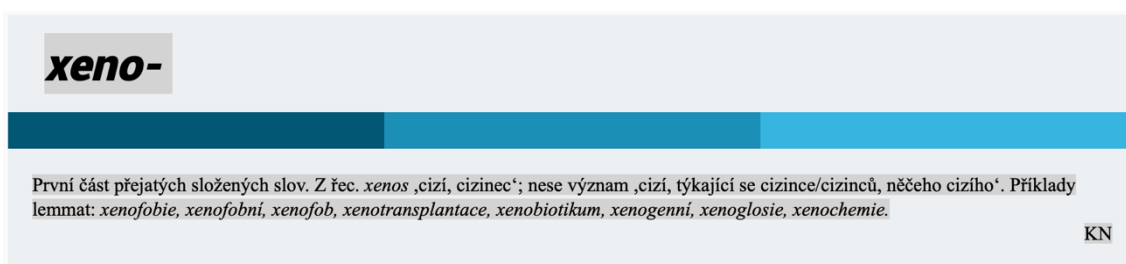 xeno-
První část přejatých složených slov. Z řec. xenos ‚cizí, cizinec‘; nese význam ‚cizí, týkající se cizince/cizinců, něčeho cizího‘. Příklady
lemmat: xenofobie, xenofobní, xenofob, xenotransplantace, xenobiotikum, xenogenní, xenoglosie, xenochemie.
KN